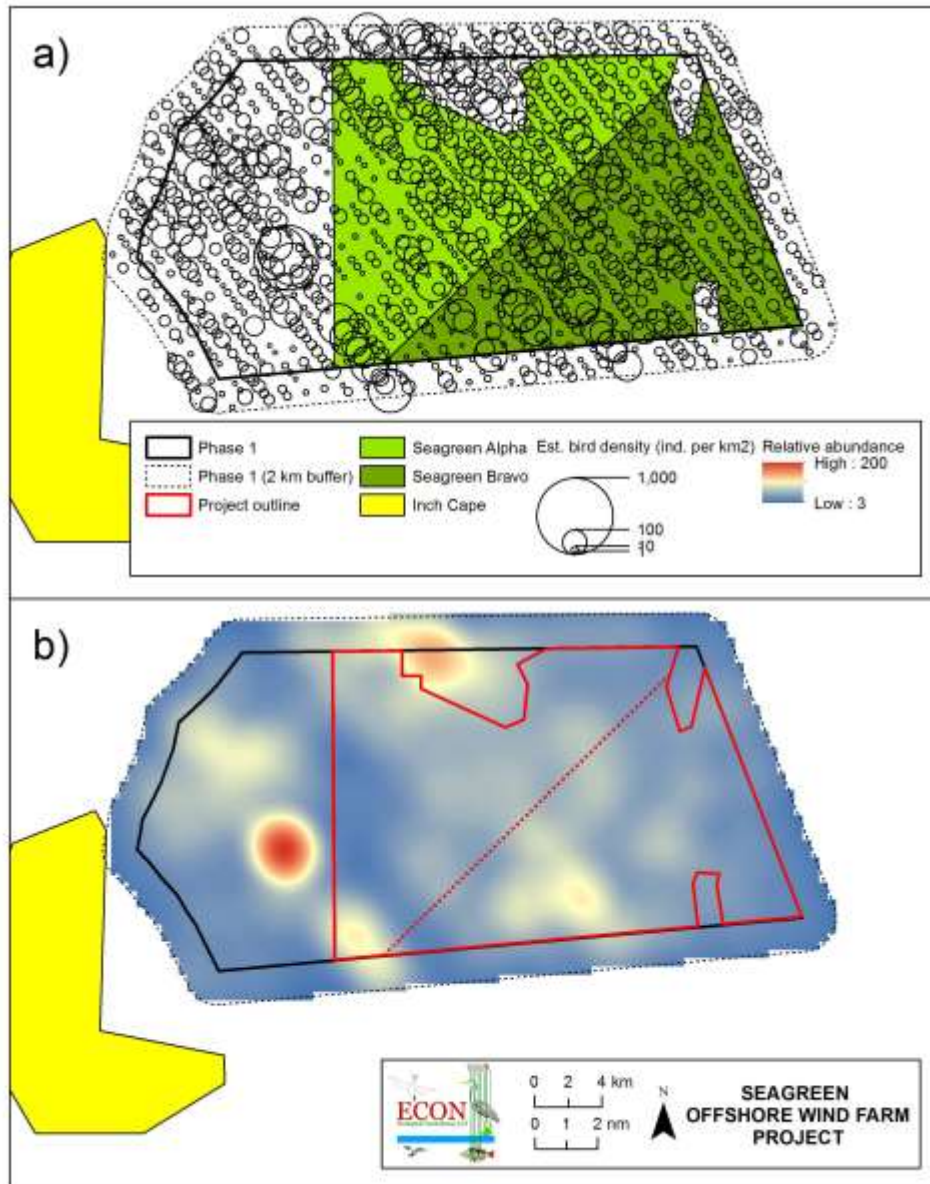 a)
Phase 1
Phase 1 (2 km buffer)
Project outline
Seagreen Alpha
Seagreen Bravo
Inch Cape
Est. bird density (ind. per km2)
1,000
100
10
1
Relative abundance
High : 200
Low : 3
b)
ECON
0 2 4 km
0 1 2 nm
N
SEAGREEN
OFFSHORE WIND FARM
PROJECT